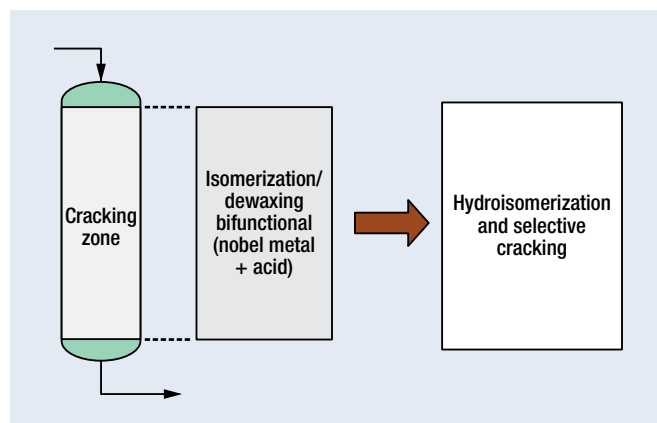 Cracking
zone
Isomerization/
dewaxing
bifunctional
(nobel metal
+ acid)
Hydroisomerization
and selective
cracking